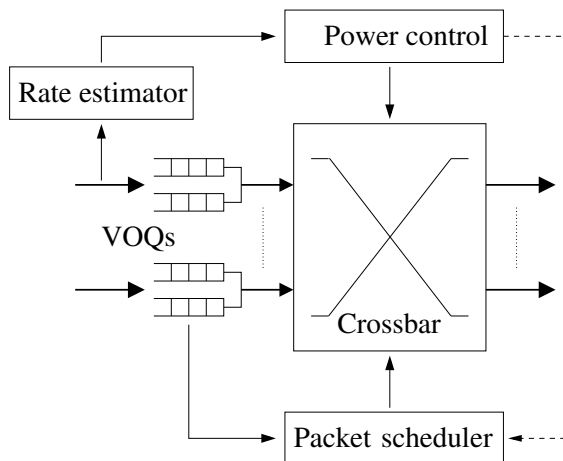 Power control
Rate estimator
VOQs
Crossbar
Packet scheduler